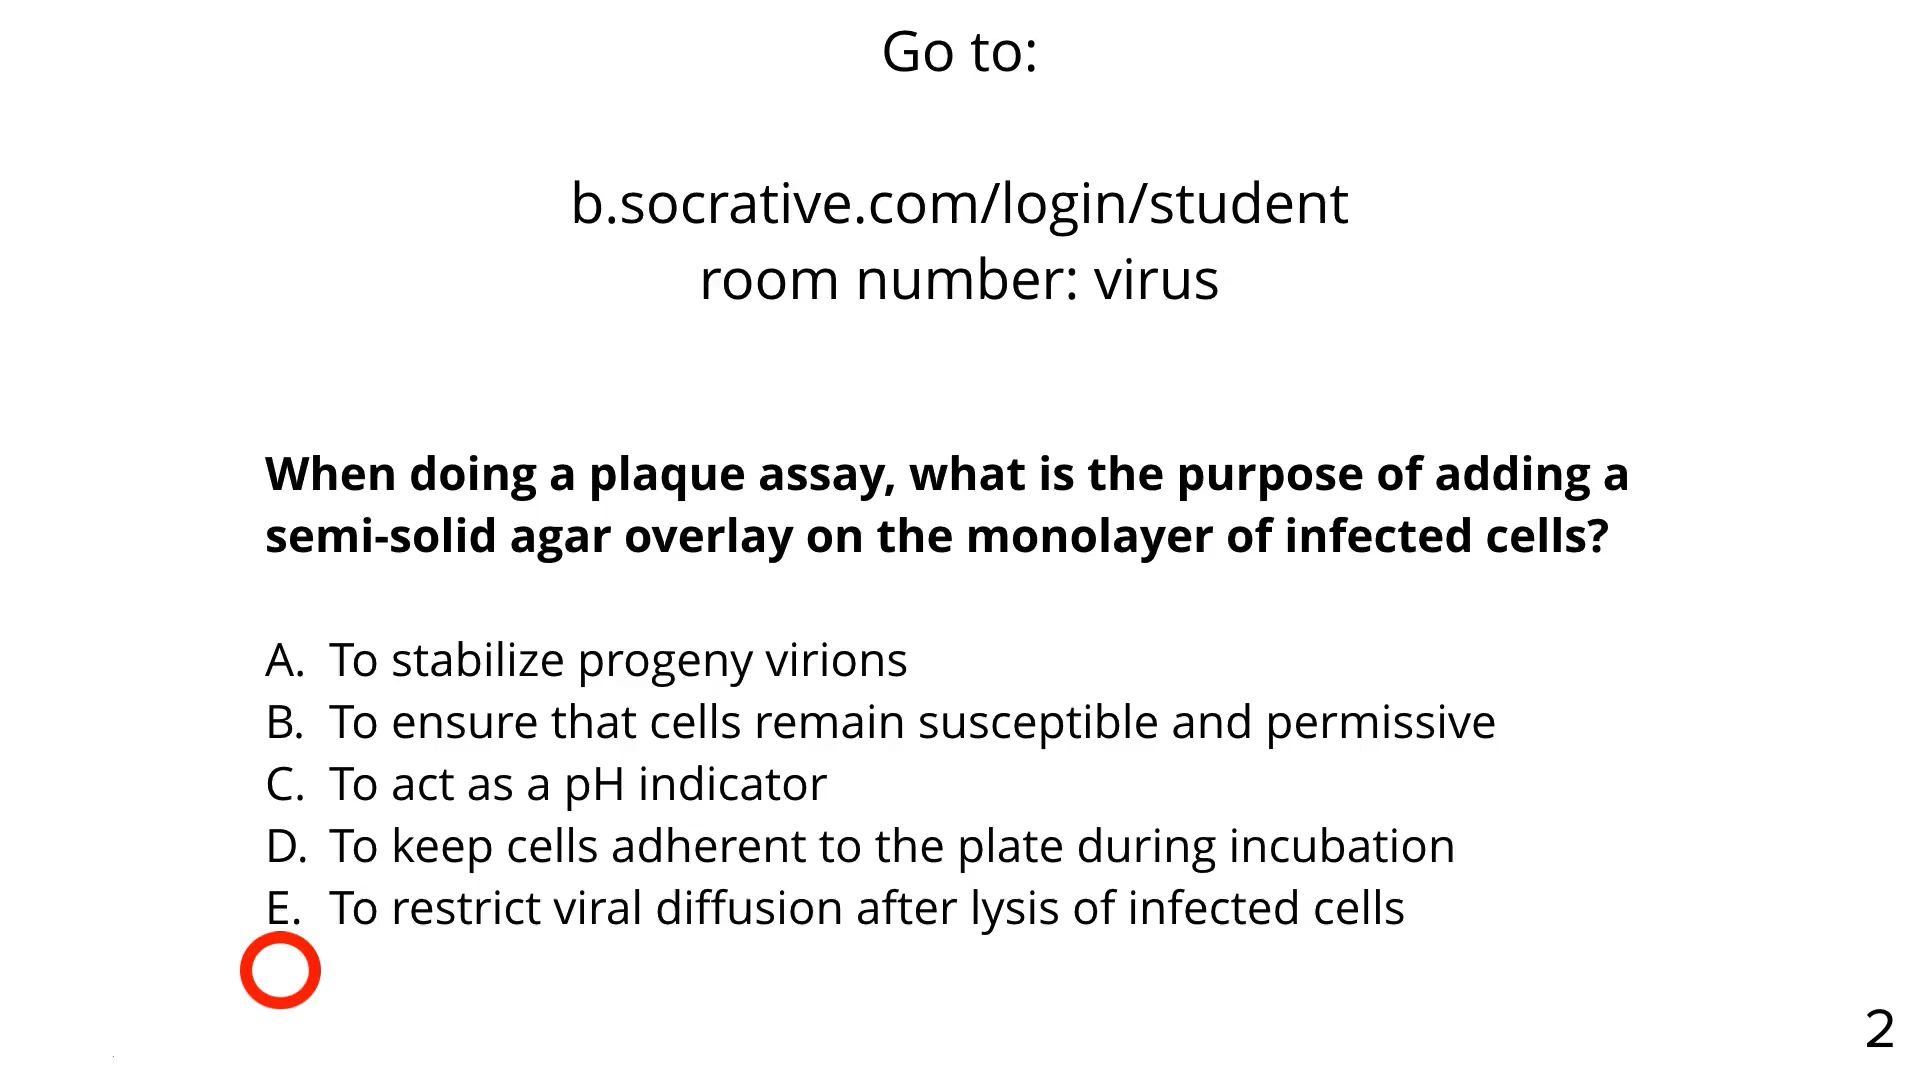 Go to:
b.socrative.com/login/student
room number: virus
When doing a plaque assay, what is the purpose of adding a
semi-solid agar overlay on the monolayer of infected cells?
A. To stabilize progeny virions
B. To ensure that cells remain susceptible and permissive
C. To act as a pH indicator
D. To keep cells adherent to the plate during incubation
E. To restrict viral diffusion after lysis of infected cells
2